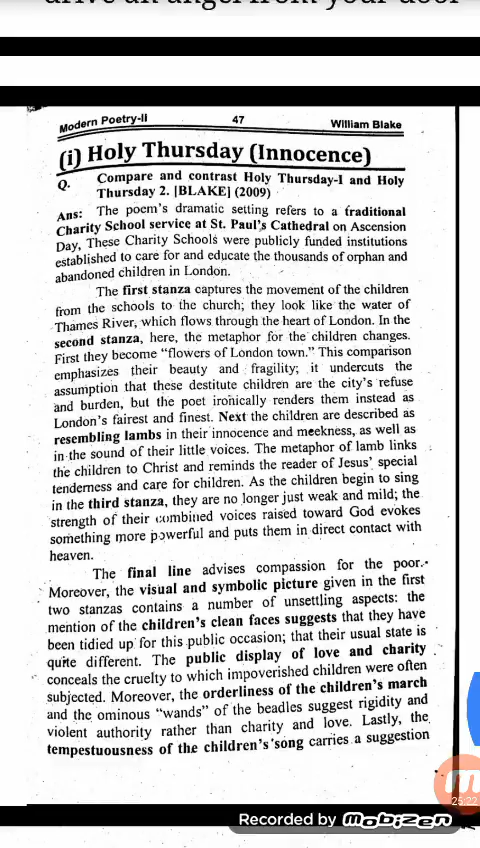 drive an angel from your door
Modern Poetry-II 47 William Blake
(i) Holy Thursday (Innocence)
Q. Compare and contrast Holy Thursday-I and Holy
Thursday 2. [BLAKE] (2009)
Ans: The poem's dramatic setting refers to a traditional
Charity School service at St. Paul's Cathedral on Ascension
Day, These Charity Schools were publicly funded institutions
established to care for and educate the thousands of orphan and
abandoned children in London.
The first stanza captures the movement of the children
from the schools to the church; they look like the water of
Thames River, which flows through the heart of London. In the
second stanza, here, the metaphor for the children changes.
First they become "flowers of London town." This comparison
emphasizes their beauty and fragility; it undercuts the
assumption that these destitute children are the city's refuse
and burden, but the poet ironically renders them instead as
London's fairest and finest. Next the children are described as
resembling lambs in their innocence and meekness, as well as
in the sound of their little voices. The metaphor of lamb links
the children to Christ and reminds the reader of Jesus' special
tenderness and care for children. As the children begin to sing
in the third stanza, they are no longer just weak and mild; the
strength of their combined voices raised toward God evokes
something more powerful and puts them in direct contact with
heaven.
The final line advises compassion for the poor.
Moreover, the visual and symbolic picture given in the first
two stanzas contains a number of unsettling aspects: the
mention of the children's clean faces suggests that they have
been tidied up for this public occasion; that their usual state is
quite different. The public display of love and charity
conceals the cruelty to which impoverished children were often
subjected. Moreover, the orderliness of the children's march
and the ominous "wands" of the beadles suggest rigidity and
violent authority rather than charity and love. Lastly, the
tempestuousness of the children's song carries a suggestion
25:22
Recorded by Mobizen